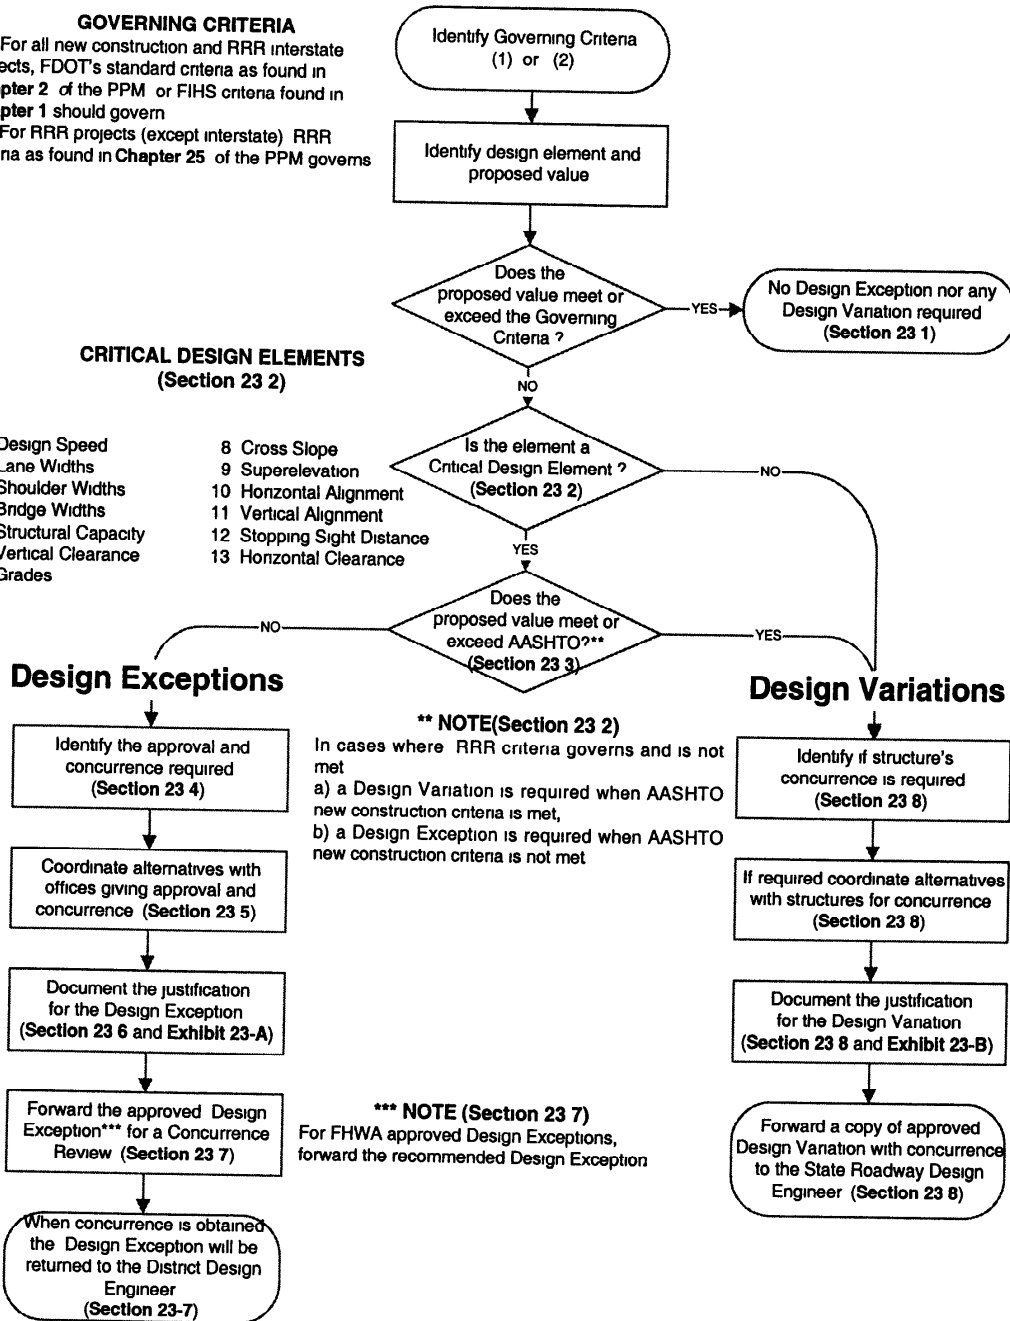 GOVERNING CRITERIA
For all new construction and RRR interstate
ects, FDOT's standard criteria as found in
pter 2 of the PPM or FIHS criteria found in
pter 1 should govern
For RRR projects (except interstate) RRR
ria as found in Chapter 25 of the PPM governs
Identify Governing Criteria
(1) or (2)
Identify design element and
proposed value
Does the
proposed value meet or
exceed the Governing
Criteria ?
YES
No Design Exception nor any
Design Variation required
(Section 23 1)
NO
CRITICAL DESIGN ELEMENTS
(Section 23 2)
Design Speed
Lane Widths
Shoulder Widths
Bridge Widths
Structural Capacity
Vertical Clearance
Grades
8 Cross Slope
9 Superelevation
10 Horizontal Alignment
11 Vertical Alignment
12 Stopping Sight Distance
13 Horizontal Clearance
Is the element a
Critical Design Element ?
(Section 23 2)
NO
YES
Does the
proposed value meet or
exceed AASHTO?**
(Section 23 3)
NO
YES
Design Exceptions
Identify the approval and
concurrence required
(Section 23 4)
Coordinate alternatives with
offices giving approval and
concurrence (Section 23 5)
Document the justification
for the Design Exception
(Section 23 6 and Exhibit 23-A)
Forward the approved Design
Exception*** for a Concurrence
Review (Section 23 7)
When concurrence is obtained
the Design Exception will be
returned to the District Design
Engineer
(Section 23-7)
** NOTE(Section 23 2)
In cases where RRR criteria governs and is not
met
a) a Design Variation is required when AASHTO
new construction criteria is met,
b) a Design Exception is required when AASHTO
new construction criteria is not met
*** NOTE (Section 23 7)
For FHWA approved Design Exceptions,
forward the recommended Design Exception
Design Variations
Identify if structure's
concurrence is required
(Section 23 8)
If required coordinate alternatives
with structures for concurrence
(Section 23 8)
Document the justification
for the Design Variation
(Section 23 8 and Exhibit 23-B)
Forward a copy of approved
Design Variation with concurrence
to the State Roadway Design
Engineer (Section 23 8)